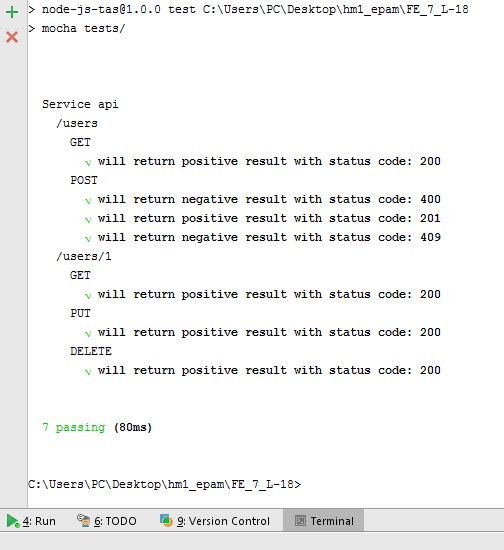 > node-js-tas@1.0.0 test C:\Users\PC\Desktop\hm1_epam\FE_7_L-18
> mocha tests/
Service api
/users
GET
√ will return positive result with status code: 200
POST
√ will return negative result with status code: 400
√ will return positive result with status code: 201
√ will return negative result with status code: 409
/users/1
GET
√ will return positive result with status code: 200
PUT
√ will return positive result with status code: 200
DELETE
√ will return positive result with status code: 200
7 passing (80ms)
C:\Users\PC\Desktop\hm1_epam\FE_7_L-18>
4: Run 6: TODO 9: Version Control Terminal